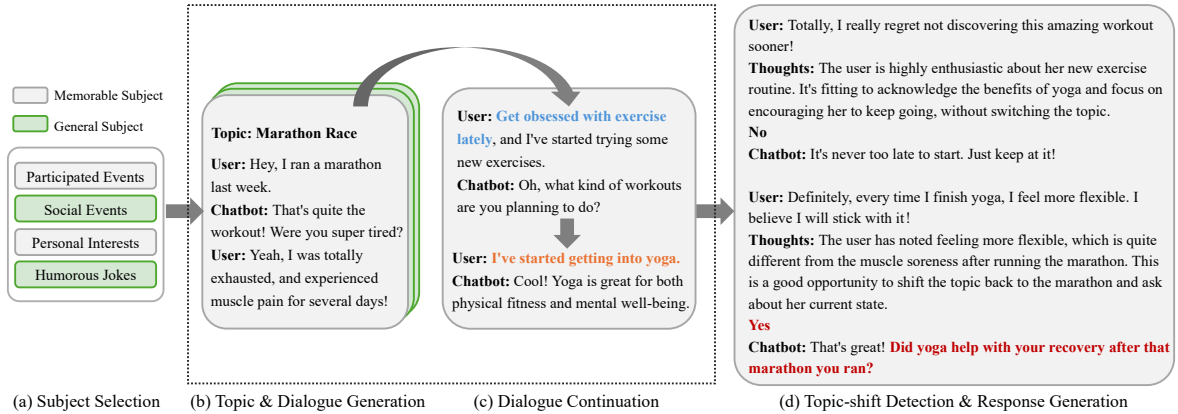 Memorable Subject
General Subject
Participated Events
Social Events
Personal Interests
Humorous Jokes
(a) Subject Selection
Topic: Marathon Race
User: Hey, I ran a marathon
last week.
Chatbot: That's quite the
workout! Were you super tired?
User: Yeah, I was totally
exhausted, and experienced
muscle pain for several days!
(b) Topic & Dialogue Generation
User: Get obsessed with exercise
lately, and I've started trying some
new exercises.
Chatbot: Oh, what kind of workouts
are you planning to do?
User: I've started getting into yoga.
Chatbot: Cool! Yoga is great for both
physical fitness and mental well-being.
(c) Dialogue Continuation
User: Totally, I really regret not discovering this amazing workout
sooner!
Thoughts: The user is highly enthusiastic about her new exercise
routine. It's fitting to acknowledge the benefits of yoga and focus on
encouraging her to keep going, without switching the topic.
No
Chatbot: It's never too late to start. Just keep at it!
User: Definitely, every time I finish yoga, I feel more flexible. I
believe I will stick with it!
Thoughts: The user has noted feeling more flexible, which is quite
different from the muscle soreness after running the marathon. This
is a good opportunity to shift the topic back to the marathon and ask
about her current state.
Yes
Chatbot: That's great! Did yoga help with your recovery after that
marathon you ran?
(d) Topic-shift Detection & Response Generation